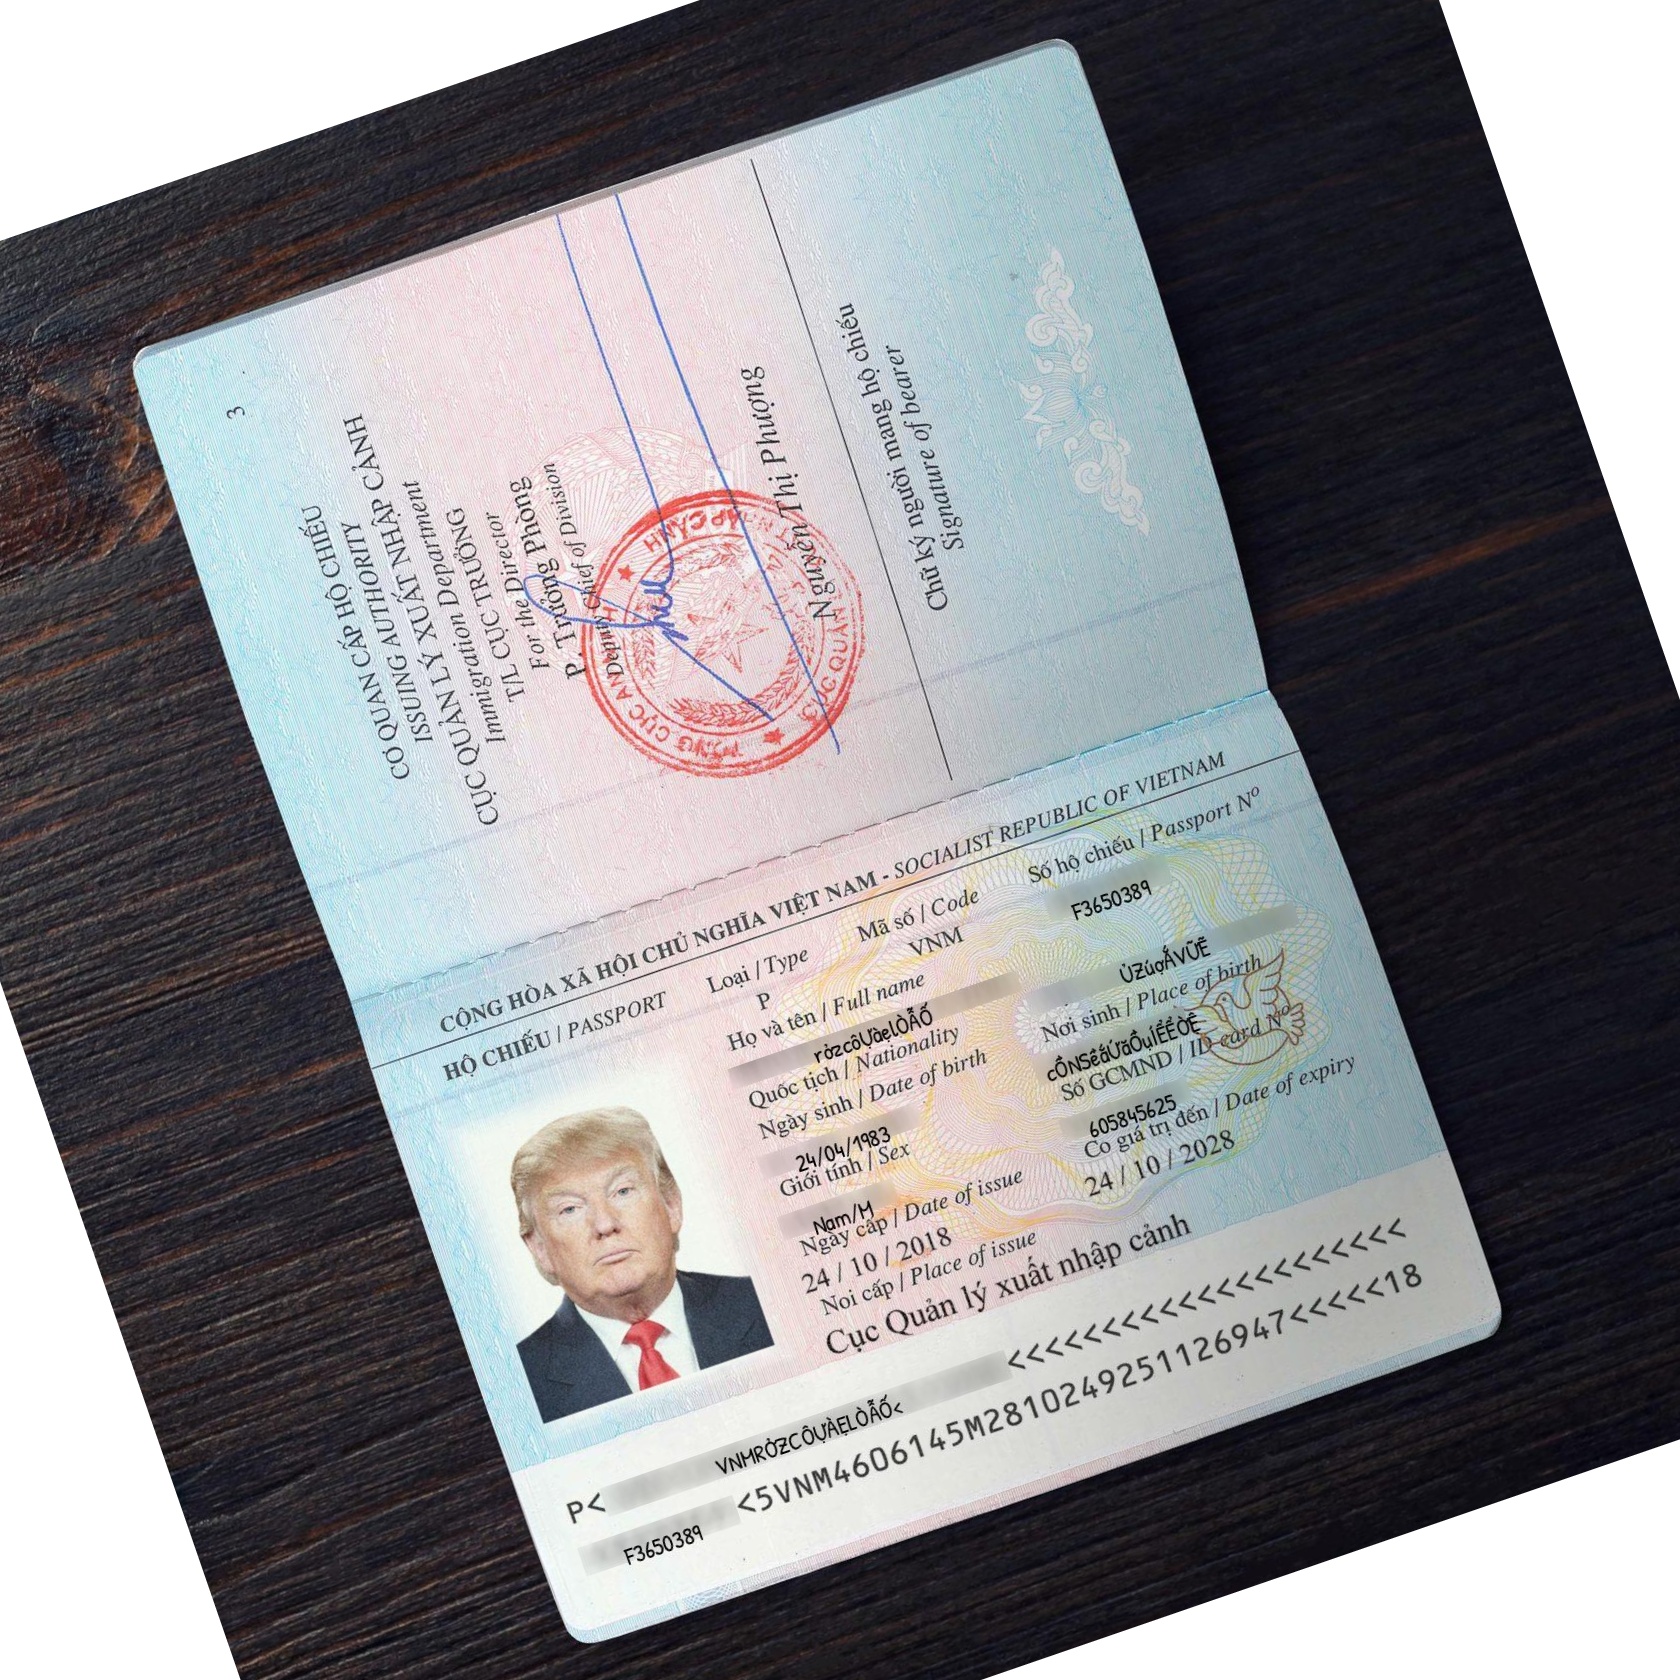 3
CƠ QUAN CẤP HỘ CHIẾU
ISSUING AUTHORITY
CỤC QUẢN LÝ XUẤT NHẬP CẢNH
Immigration Department
T/L CỤC TRƯỞNG
For the Director
P. Trưởng Phòng
Deputy Chief of Division
Nguyễn Thị Phượng
Chữ ký người mang hộ chiếu
Signature of bearer
CỘNG HÒA XÃ HỘI CHỦ NGHĨA VIỆT NAM - SOCIALIST REPUBLIC OF VIETNAM
HỘ CHIẾU / PASSPORT
Loại / Type
Mã số / Code
Số hộ chiếu / Passport Nº
P
VNM
F3650389
Họ và tên / Full name
Quốc tịch / Nationality
Nơi sinh / Place of birth
Ngày sinh / Date of birth
Số GCMND / ID card Nº
24/04/1983
605845625
Giới tính / Sex
Có giá trị đến / Date of expiry
Nam/M
24 / 10 / 2028
Ngày cấp / Date of issue
24 / 10 / 2018
Noi cấp / Place of issue
Cục Quản lý xuất nhập cảnh
P<VNMRỜZCÔỰÀẸLÒẪỐ<<<<<<<<<<<<<<<<<<<<<
F3650389<5VNM4606145M2810249251126947<<<<<18